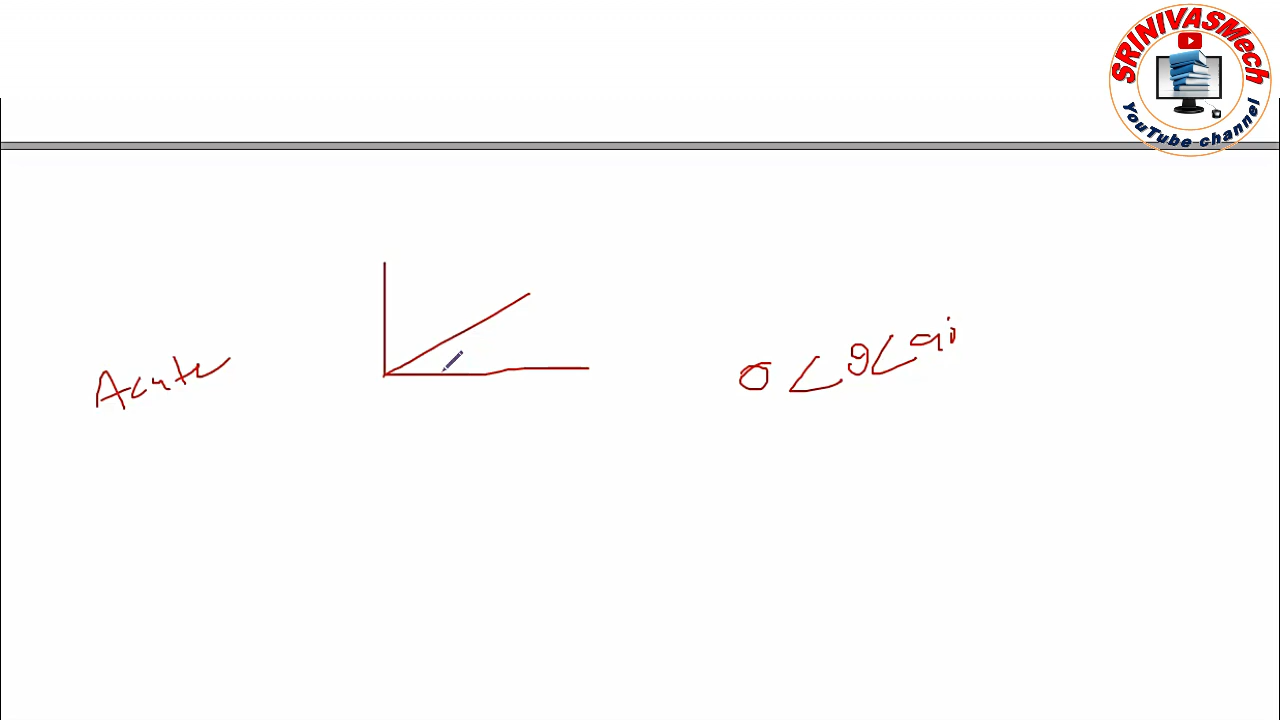 SRINIVASMech
YouTube channel
Acute
0 < θ < 90